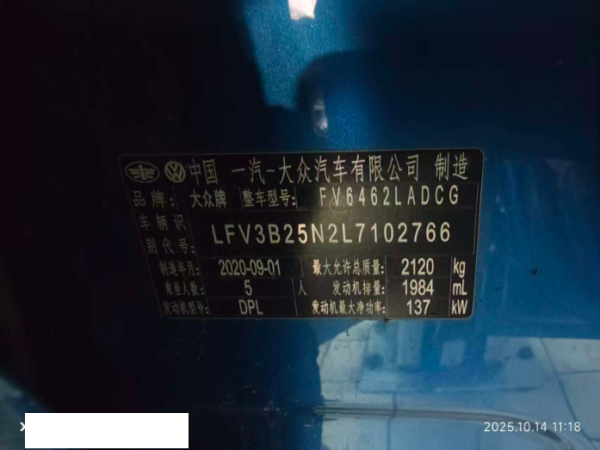 中国 一汽-大众汽车有限公司 制造
品牌: 大众牌 整车型号: FV6462LADCG
车辆识别代号: LFV3B25N2L7102766
制造年月: 2020-09-01 最大允许总质量: 2120 kg
乘坐人数: 5 人 发动机排量: 1984 mL
发动机型号: DPL 发动机最大净功率: 137 kW
2025.10.14 11:18